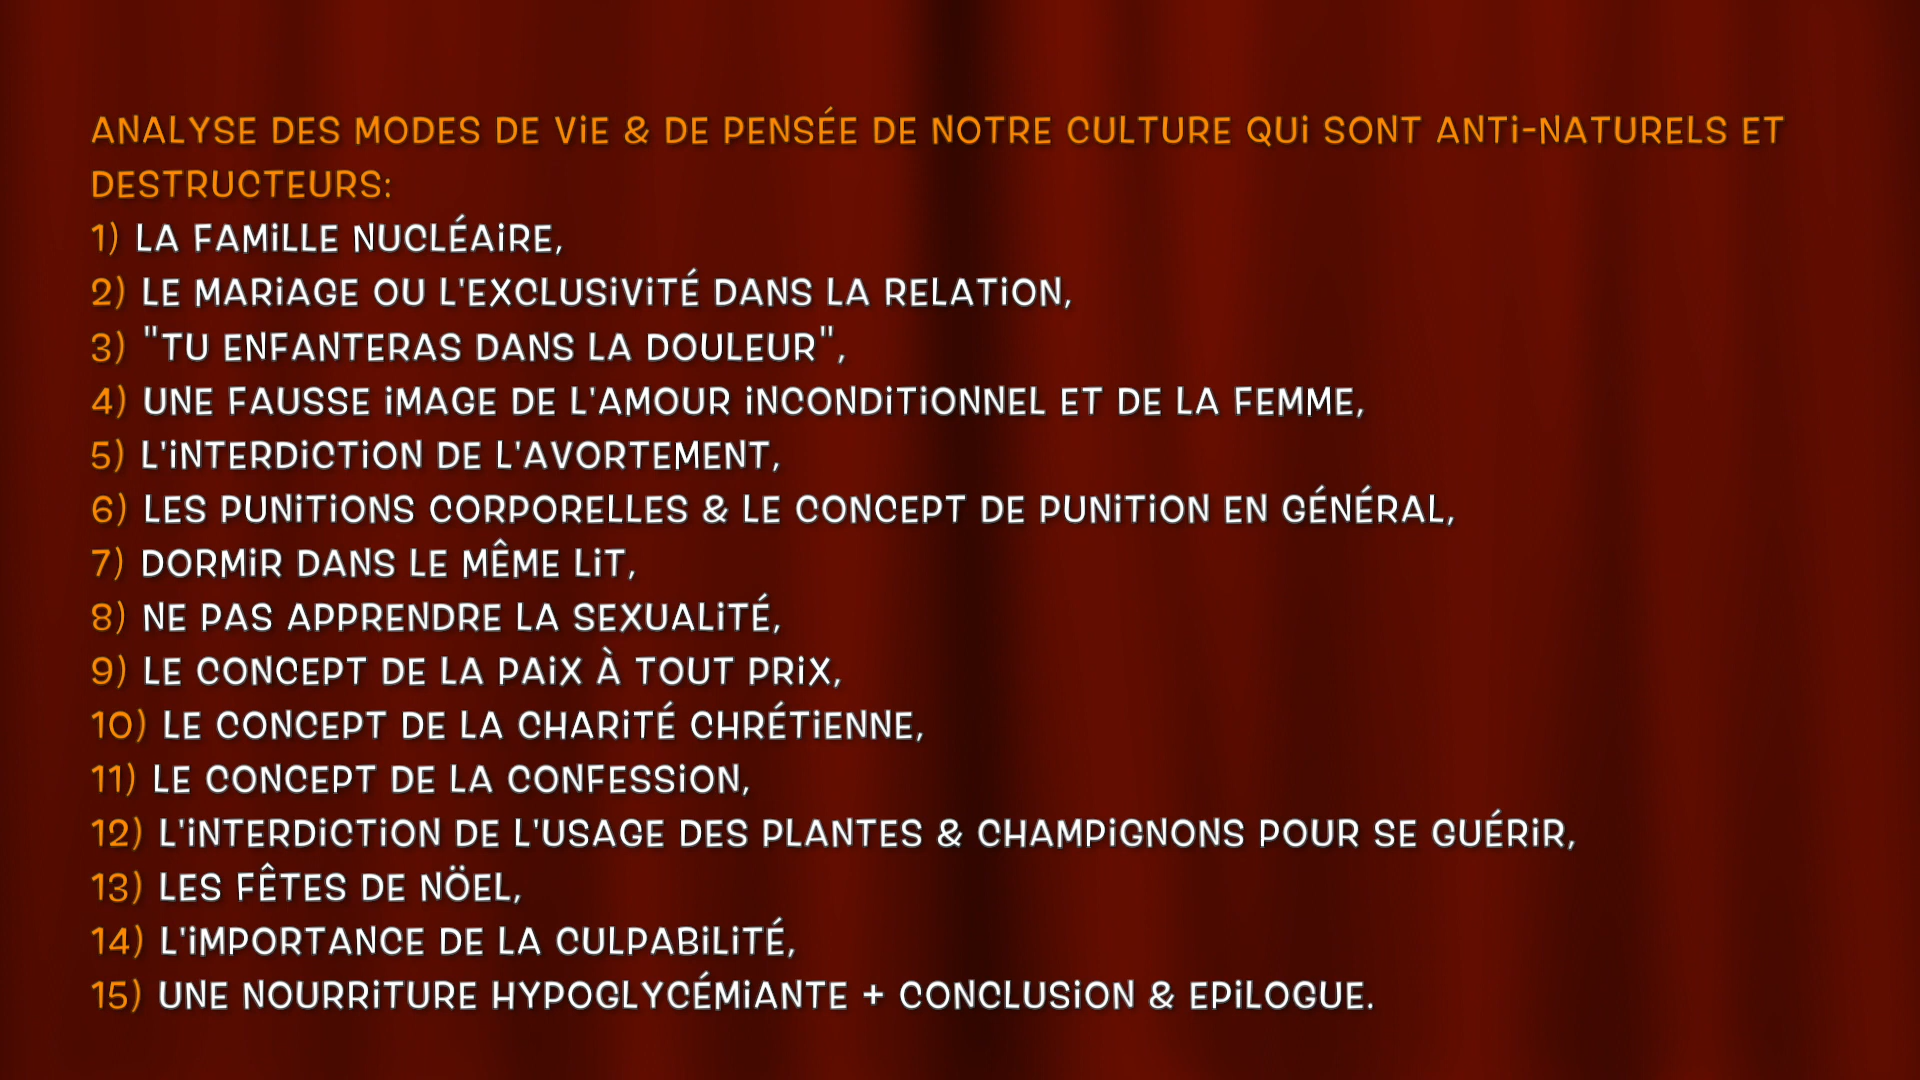 ANALYSE DES MODES DE ViE & DE PENSÉE DE NOTRE CULTURE QUi SONT ANTi-NATURELS ET
DESTRUCTEURS:
1) LA FAMiLLE NUCLÉAiRE,
2) LE MARiAGE OU L'EXCLUSiViTÉ DANS LA RELATiON,
3) "TU ENFANTERAS DANS LA DOULEUR",
4) UNE FAUSSE iMAGE DE L'AMOUR iNCONDiTiONNEL ET DE LA FEMME,
5) L'iNTERDiCTiON DE L'AVORTEMENT,
6) LES PUNiTiONS CORPORELLES & LE CONCEPT DE PUNiTiON EN GÉNÉRAL,
7) DORMiR DANS LE MÊME LiT,
8) NE PAS APPRENDRE LA SEXUALiTÉ,
9) LE CONCEPT DE LA PAiX À TOUT PRiX,
10) LE CONCEPT DE LA CHARiTÉ CHRÉTiENNE,
11) LE CONCEPT DE LA CONFESSiON,
12) L'iNTERDiCTiON DE L'USAGE DES PLANTES & CHAMPiGNONS POUR SE GUÉRiR,
13) LES FÊTES DE NÖEL,
14) L'iMPORTANCE DE LA CULPABiLiTÉ,
15) UNE NOURRiTURE HYPOGLYCÉMiANTE + CONCLUSiON & EPiLOGUE.